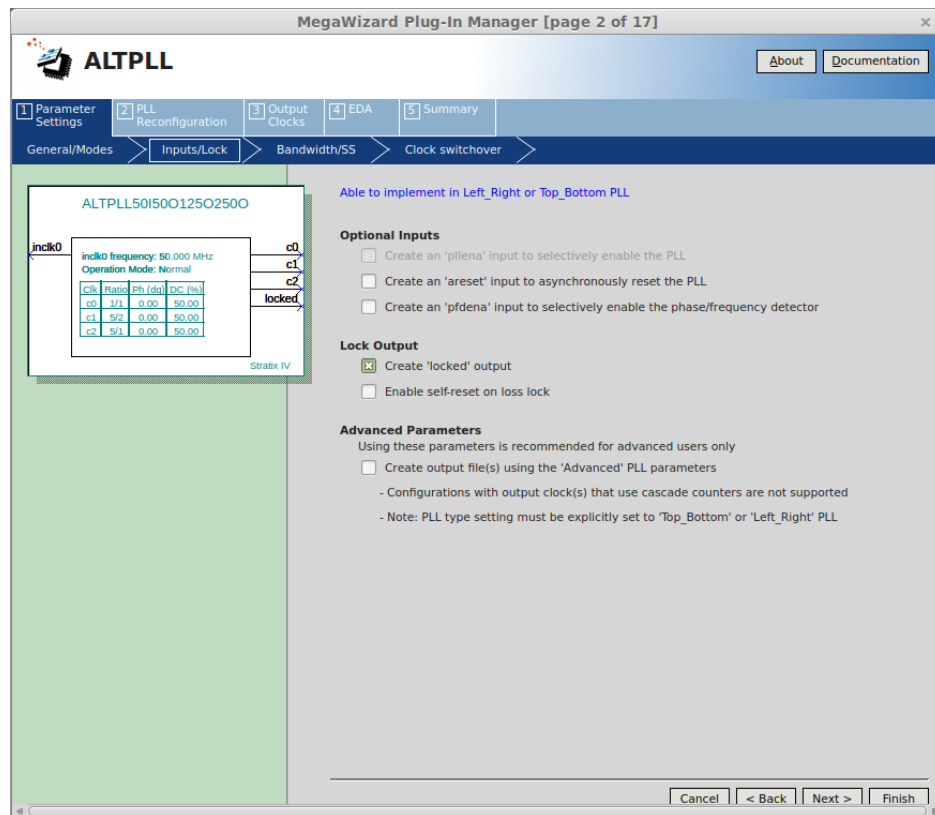 MegaWizard Plug-In Manager [page 2 of 17]
ALTPLL
About
Documentation
1 Parameter Settings
2 PLL Reconfiguration
3 Output Clocks
4 EDA
5 Summary
General/Modes
Inputs/Lock
Bandwidth/SS
Clock switchover
ALTPLL50I50O125O250O
inclk0
inclk0 frequency: 50.000 MHz
Operation Mode: Normal
Clk Ratio Ph (dg) DC (%)
c0 1/1 0.00 50.00
c1 5/2 0.00 50.00
c2 5/1 0.00 50.00
c0
c1
c2
locked
Stratix IV
Able to implement in Left_Right or Top_Bottom PLL
Optional Inputs
Create an 'pllena' input to selectively enable the PLL
Create an 'areset' input to asynchronously reset the PLL
Create an 'pfdena' input to selectively enable the phase/frequency detector
Lock Output
Create 'locked' output
Enable self-reset on loss lock
Advanced Parameters
Using these parameters is recommended for advanced users only
Create output file(s) using the 'Advanced' PLL parameters
- Configurations with output clock(s) that use cascade counters are not supported
- Note: PLL type setting must be explicitly set to 'Top_Bottom' or 'Left_Right' PLL
Cancel
< Back
Next >
Finish